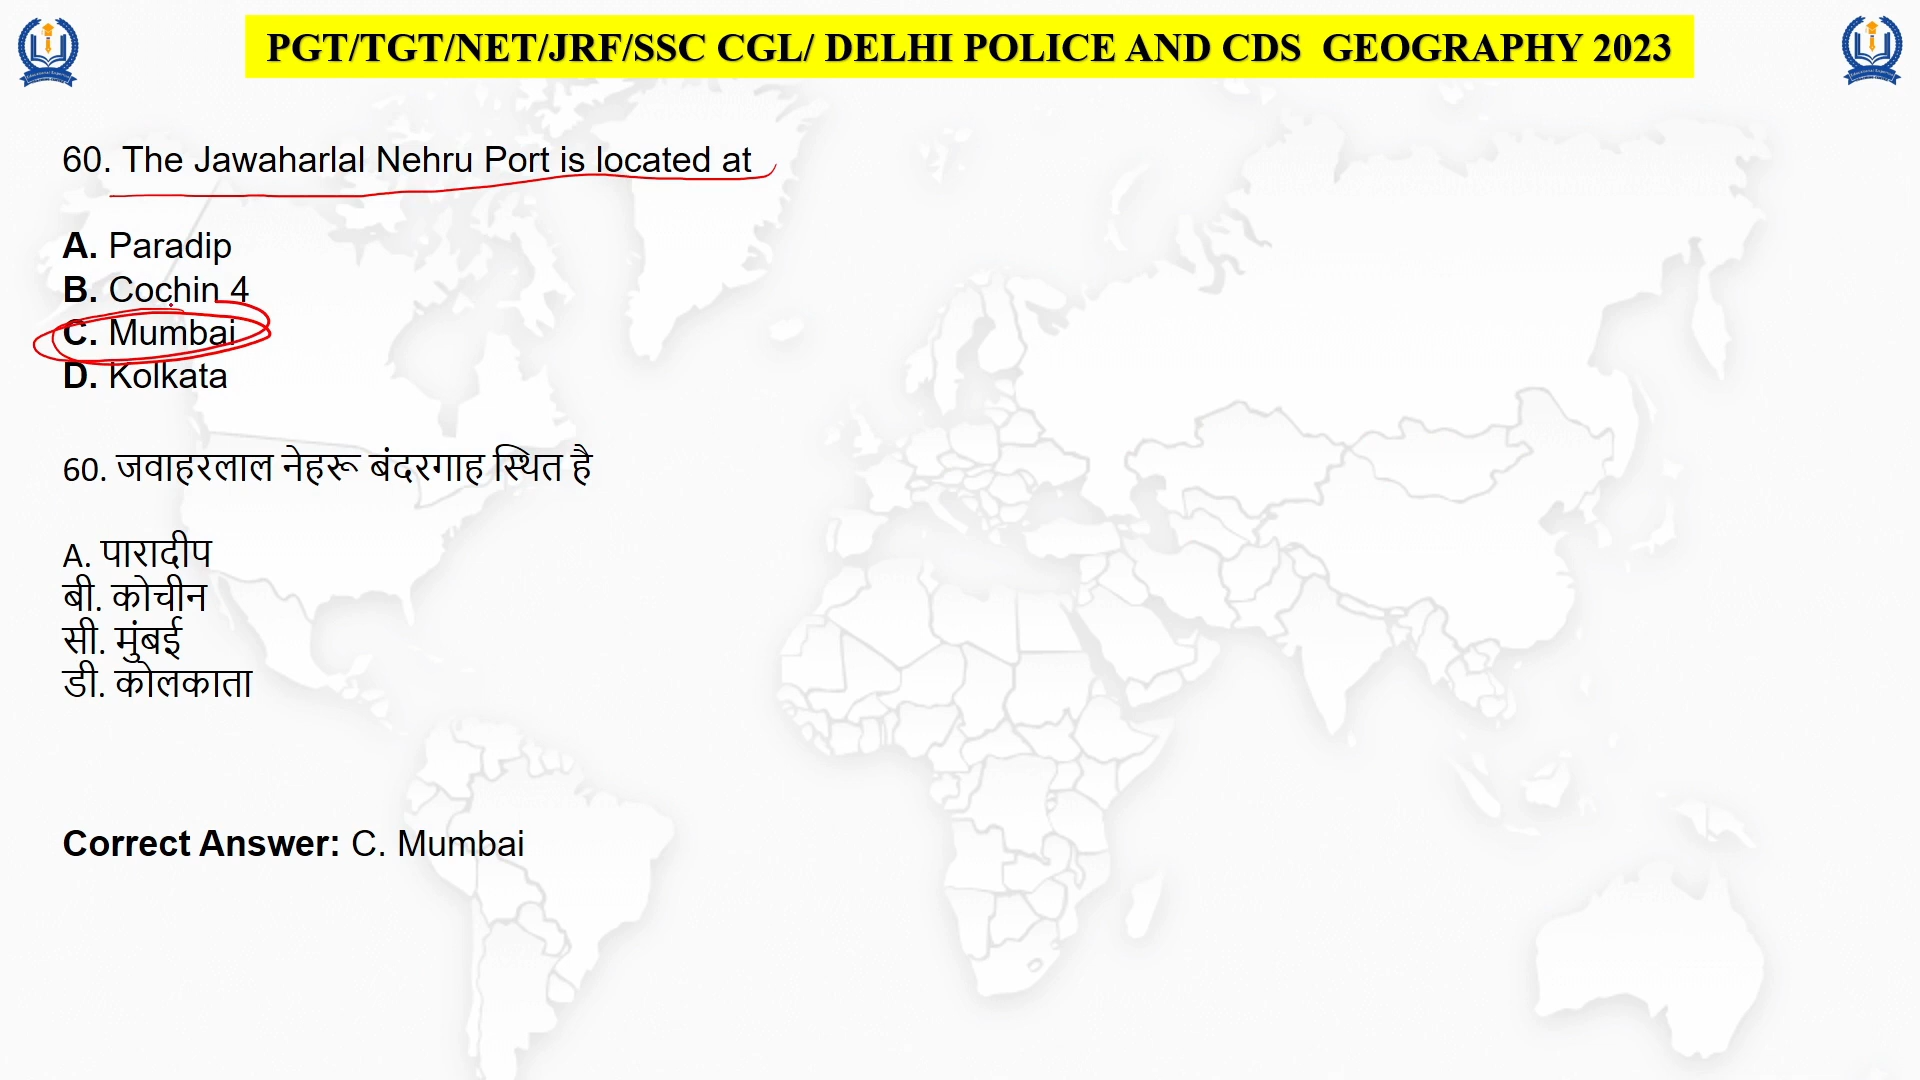 PGT/TGT/NET/JRF/SSC CGL/ DELHI POLICE AND CDS  GEOGRAPHY 2023
60. The Jawaharlal Nehru Port is located at
A. Paradip
B. Cochin 4
C. Mumbai
D. Kolkata
60. जवाहरलाल नेहरू बंदरगाह स्थित है
A. पारादीप
बी. कोचीन
सी. मुंबई
डी. कोलकाता
Correct Answer: C. Mumbai